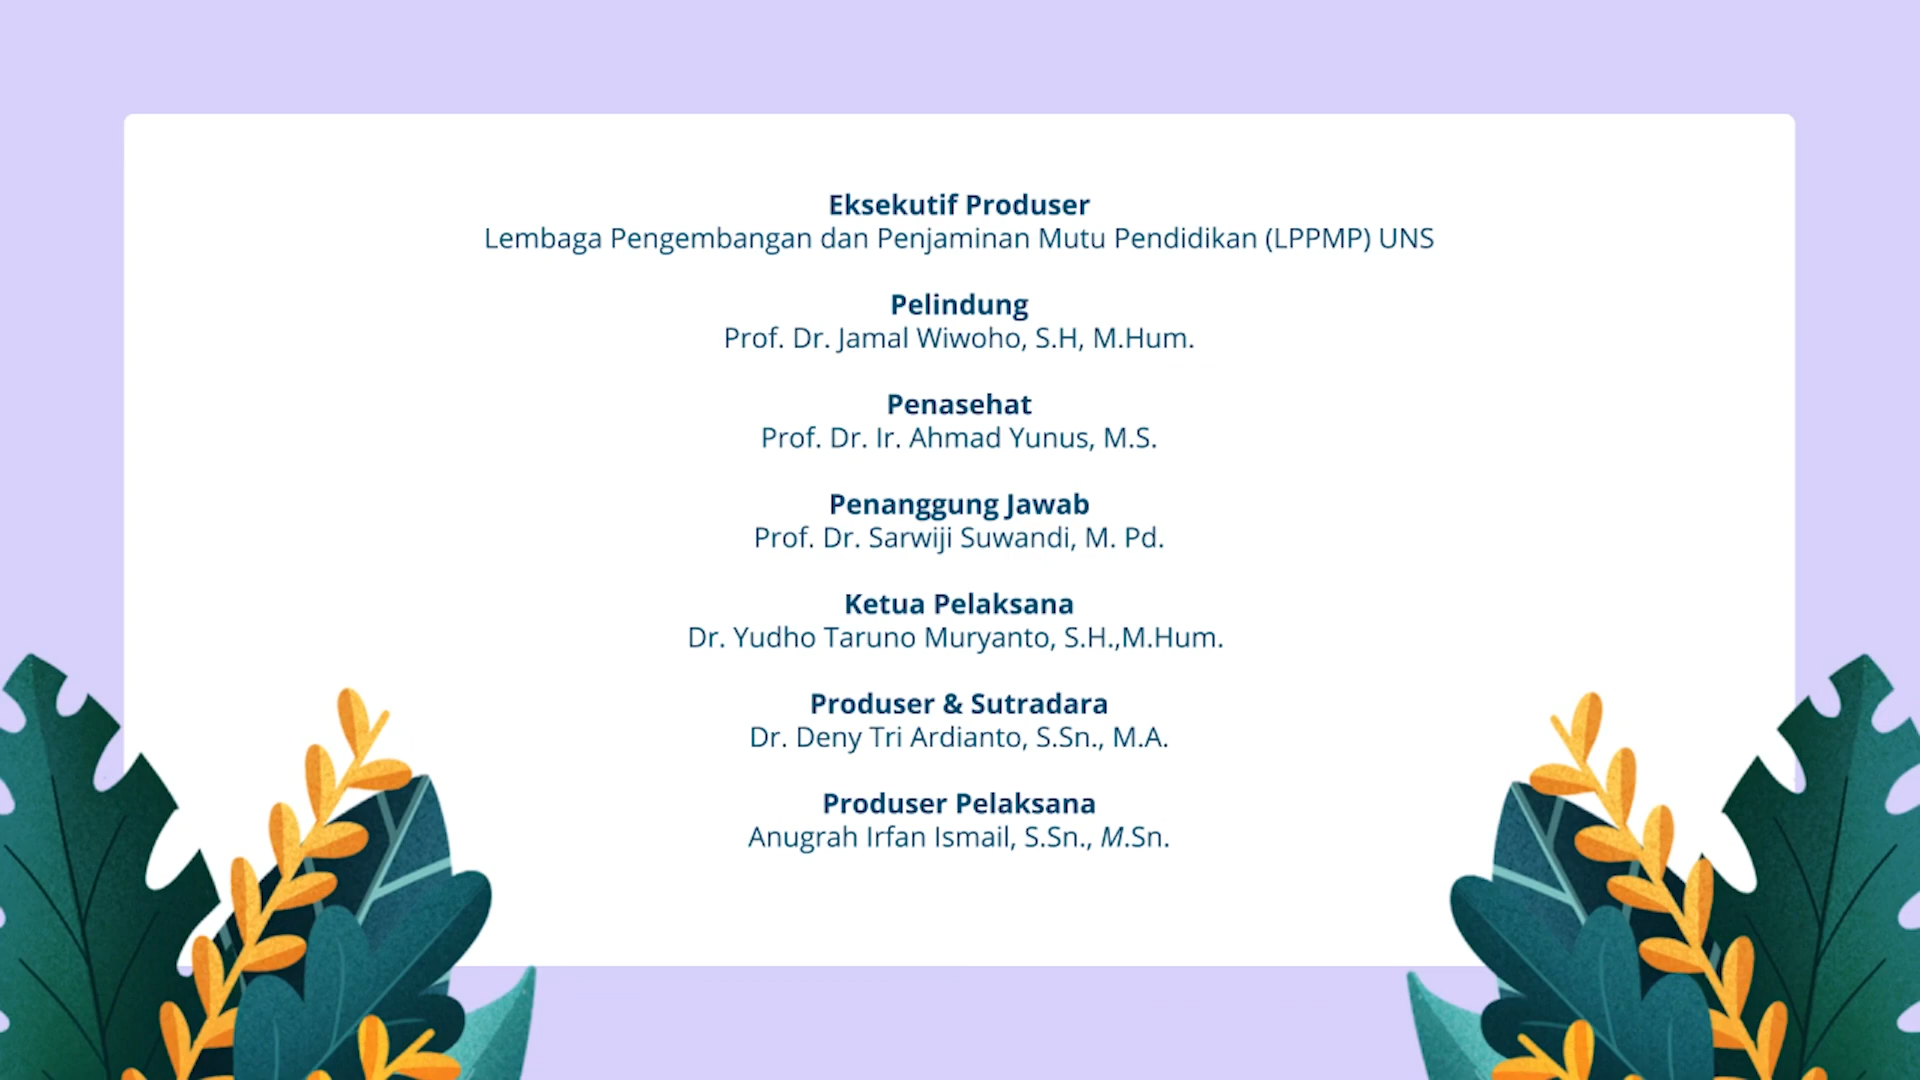 Eksekutif Produser
Lembaga Pengembangan dan Penjaminan Mutu Pendidikan (LPPMP) UNS
Pelindung
Prof. Dr. Jamal Wiwoho, S.H, M.Hum.
Penasehat
Prof. Dr. Ir. Ahmad Yunus, M.S.
Penanggung Jawab
Prof. Dr. Sarwiji Suwandi, M. Pd.
Ketua Pelaksana
Dr. Yudho Taruno Muryanto, S.H.,M.Hum.
Produser & Sutradara
Dr. Deny Tri Ardianto, S.Sn., M.A.
Produser Pelaksana
Anugrah Irfan Ismail, S.Sn., M.Sn.